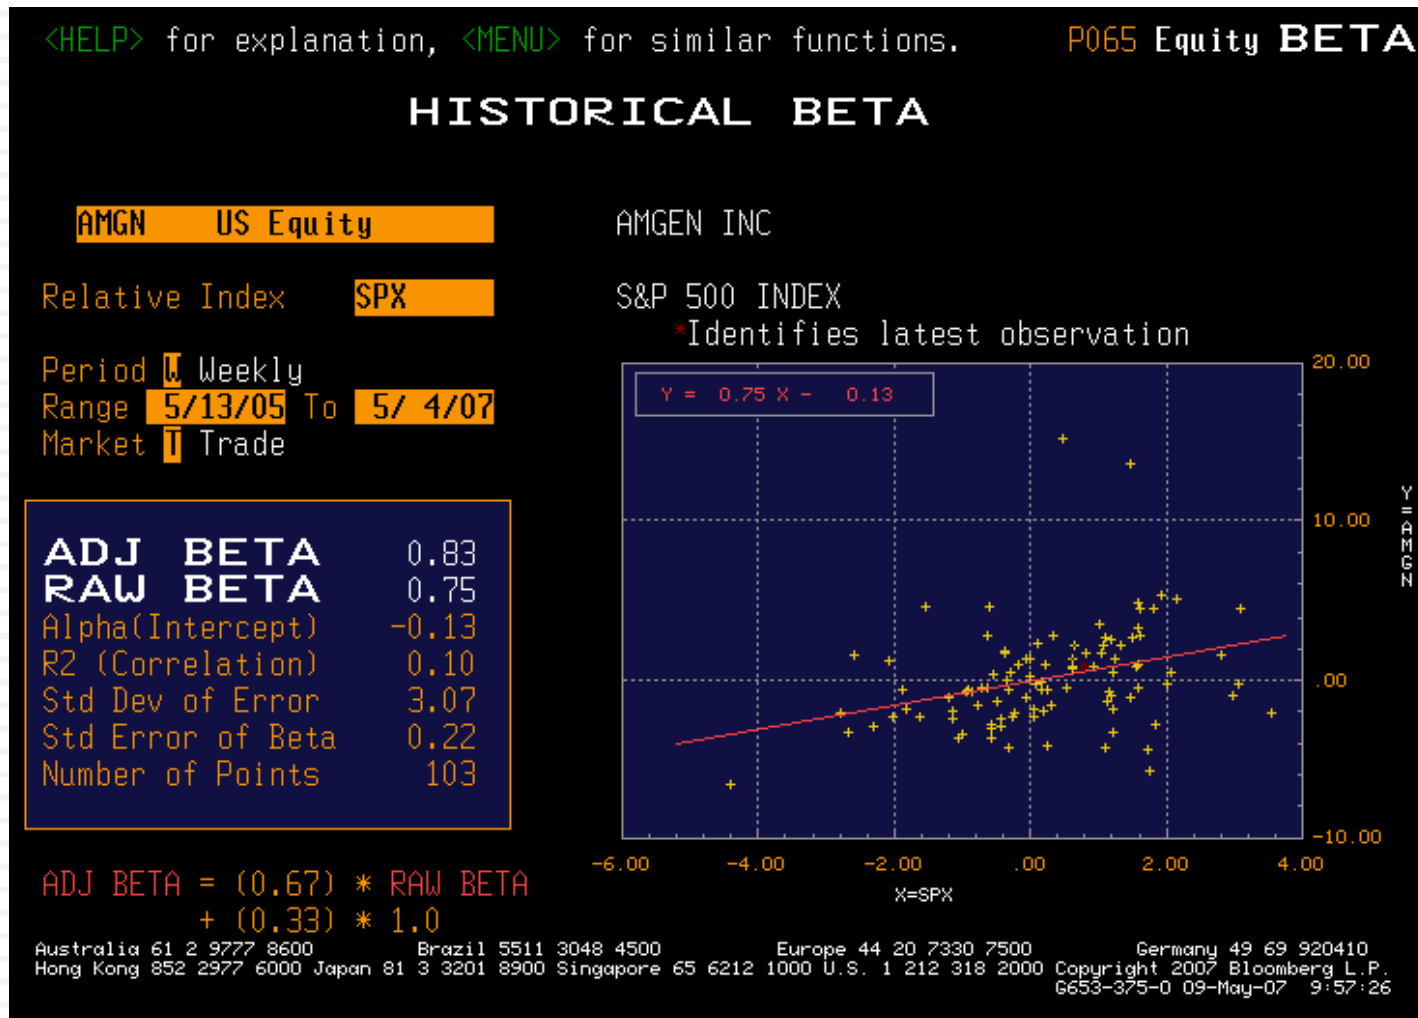 <HELP> for explanation, <MENU> for similar functions. P065 Equity BETA
HISTORICAL BETA
AMGN US Equity
AMGEN INC
Relative Index SPX
S&P 500 INDEX
*Identifies latest observation
Period W Weekly
Range 5/13/05 To 5/ 4/07
Market T Trade
Y = 0.75 X - 0.13
20.00
10.00
.00
-10.00
Y=AMGN
-6.00 -4.00 -2.00 .00 2.00 4.00
X=SPX
ADJ BETA 0.83
RAW BETA 0.75
Alpha(Intercept) -0.13
R2 (Correlation) 0.10
Std Dev of Error 3.07
Std Error of Beta 0.22
Number of Points 103
ADJ BETA = (0.67) * RAW BETA
+ (0.33) * 1.0
Australia 61 2 9777 8600 Brazil 5511 3048 4500 Europe 44 20 7330 7500 Germany 49 69 920410
Hong Kong 852 2977 6000 Japan 81 3 3201 8900 Singapore 65 6212 1000 U.S. 1 212 318 2000 Copyright 2007 Bloomberg L.P.
G653-375-0 09-May-07 9:57:26